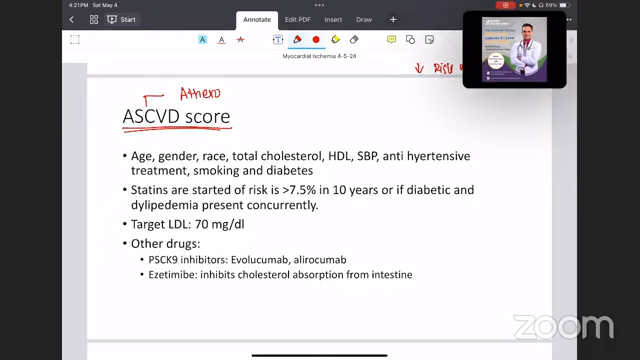 4:21 PM Sat May 4
Annotate Edit PDF Insert Draw +
69%
Start
Myocardial Ischemia 4-5-24
↓ Risk
Athero
ASCVD score
• Age, gender, race, total cholesterol, HDL, SBP, anti hyertensive
treatment, smoking and diabetes
• Statins are started of risk is >7.5% in 10 years or if diabetic and
dylipedemia present concurrently.
• Target LDL: 70 mg/dl
• Other drugs:
• PSCK9 inhibitors: Evolucumab, alirocumab
• Ezetimibe: inhibits cholesterol absorption from intestine
zoom